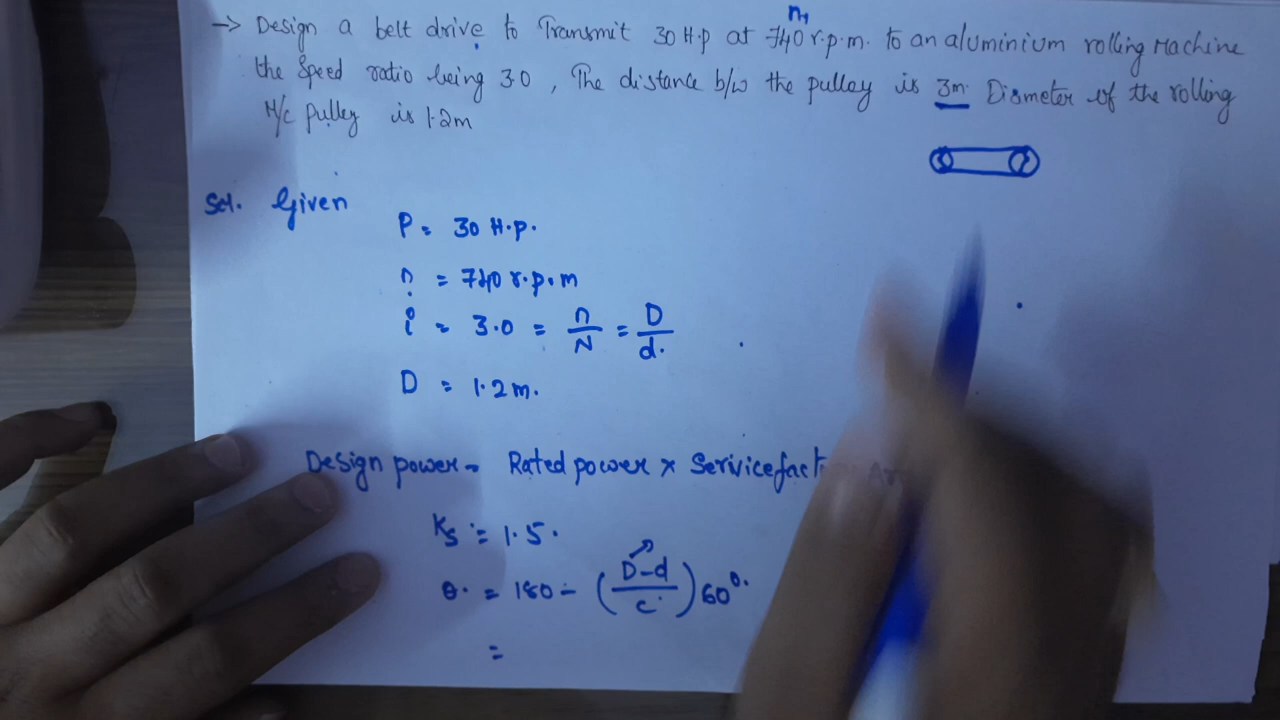 n,
-> Design a belt drive to Transmit 30 H.p at 740 r.p.m. to an aluminium rolling Machine
the Speed ratio being 3.0, The distance b/w the pulley is 3m. Diameter of the rolling
M/c pulley is 1.2m
Sol. Given
P = 30 H.p.
n = 740 r.p.m
i = 3.0 = n/N = D/d.
D = 1.2m.
Design power = Rated power x Servicefact
Ks = 1.5.
θ. = 180 - (D-d/c) 60°.
=